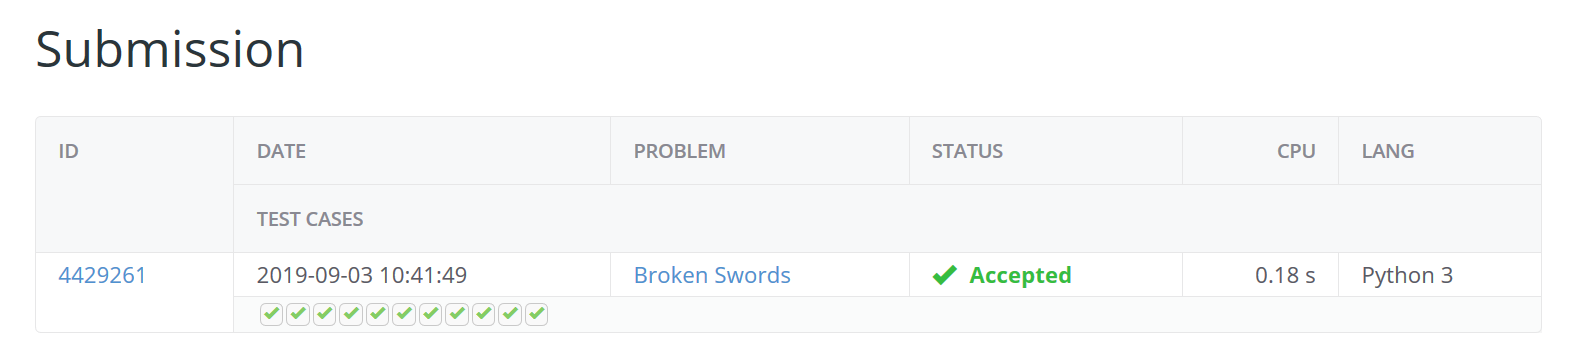 Submission
ID DATE PROBLEM STATUS CPU LANG
TEST CASES
4429261 2019-09-03 10:41:49 Broken Swords Accepted 0.18 s Python 3